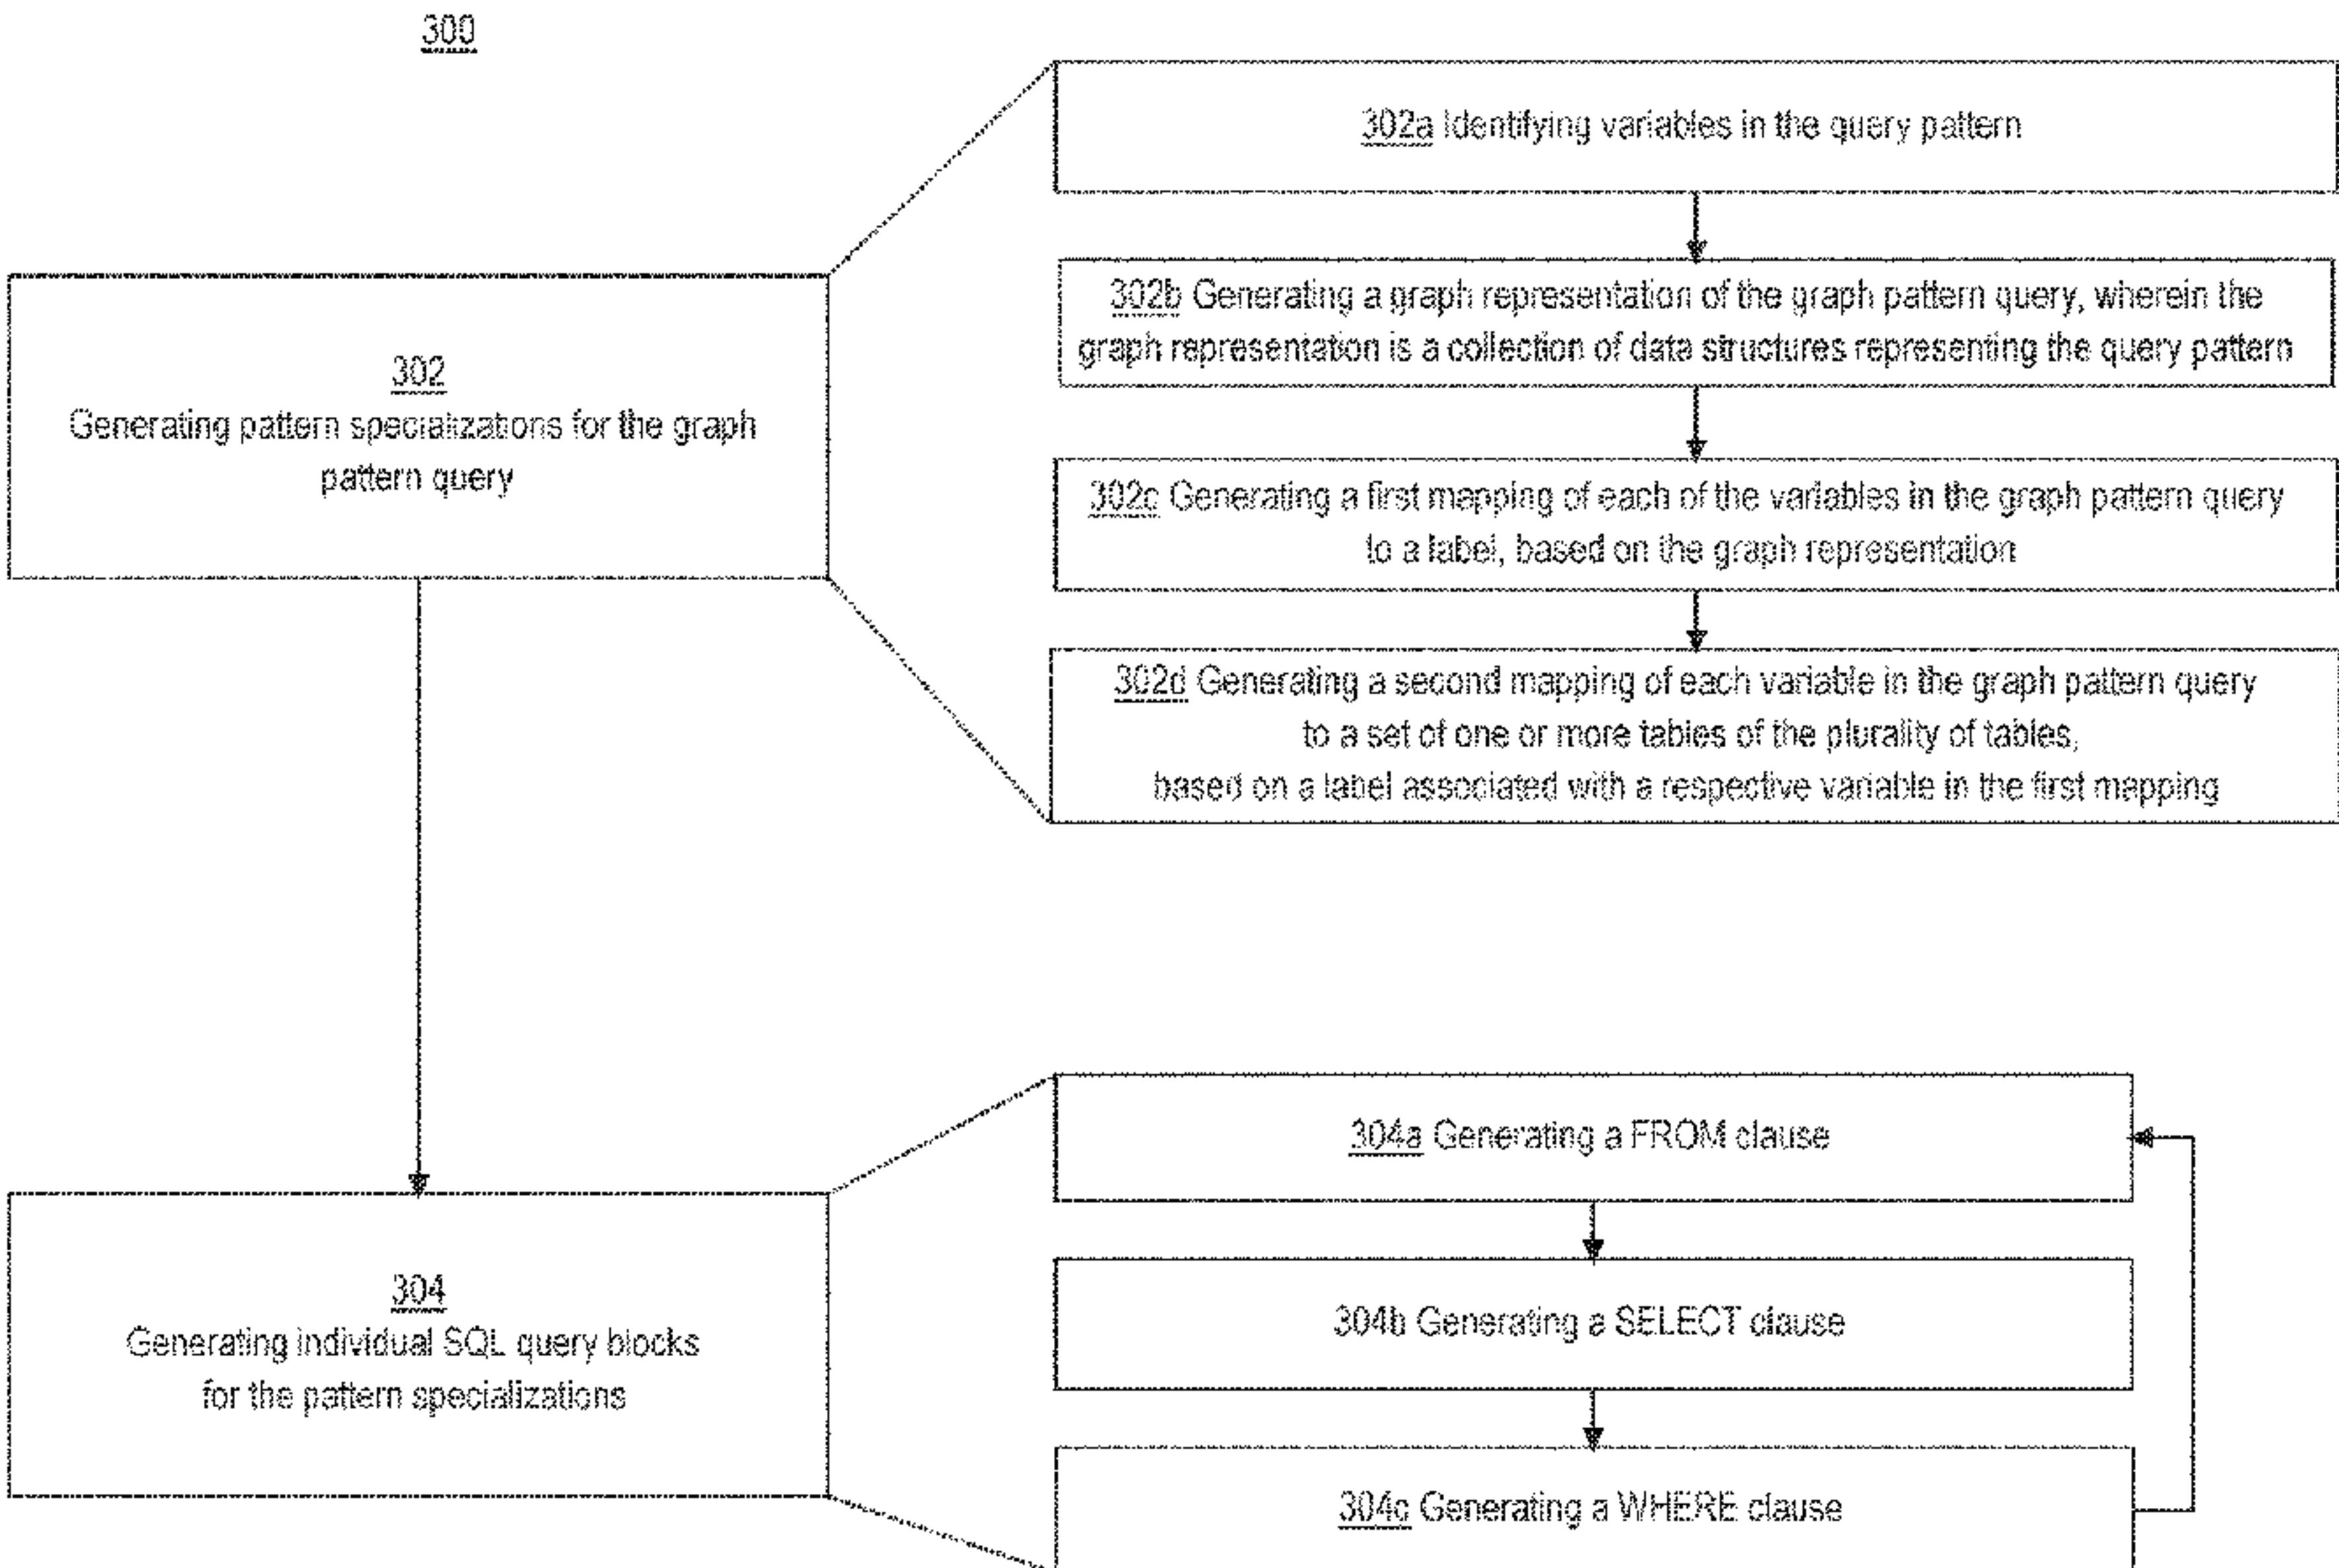 300
302a Identifying variables in the query pattern
302b Generating a graph representation of the graph pattern query, wherein the
graph representation is a collection of data structures representing the query pattern
302
Generating pattern specializations for the graph
pattern query
302c Generating a first mapping of each of the variables in the graph pattern query
to a label, based on the graph representation
302d Generating a second mapping of each variable in the graph pattern query
to a set of one or more tables of the plurality of tables,
based on a label associated with a respective variable in the first mapping
304a Generating a FROM clause
304
Generating individual SQL query blocks
for the pattern specializations
304b Generating a SELECT clause
304c Generating a WHERE clause